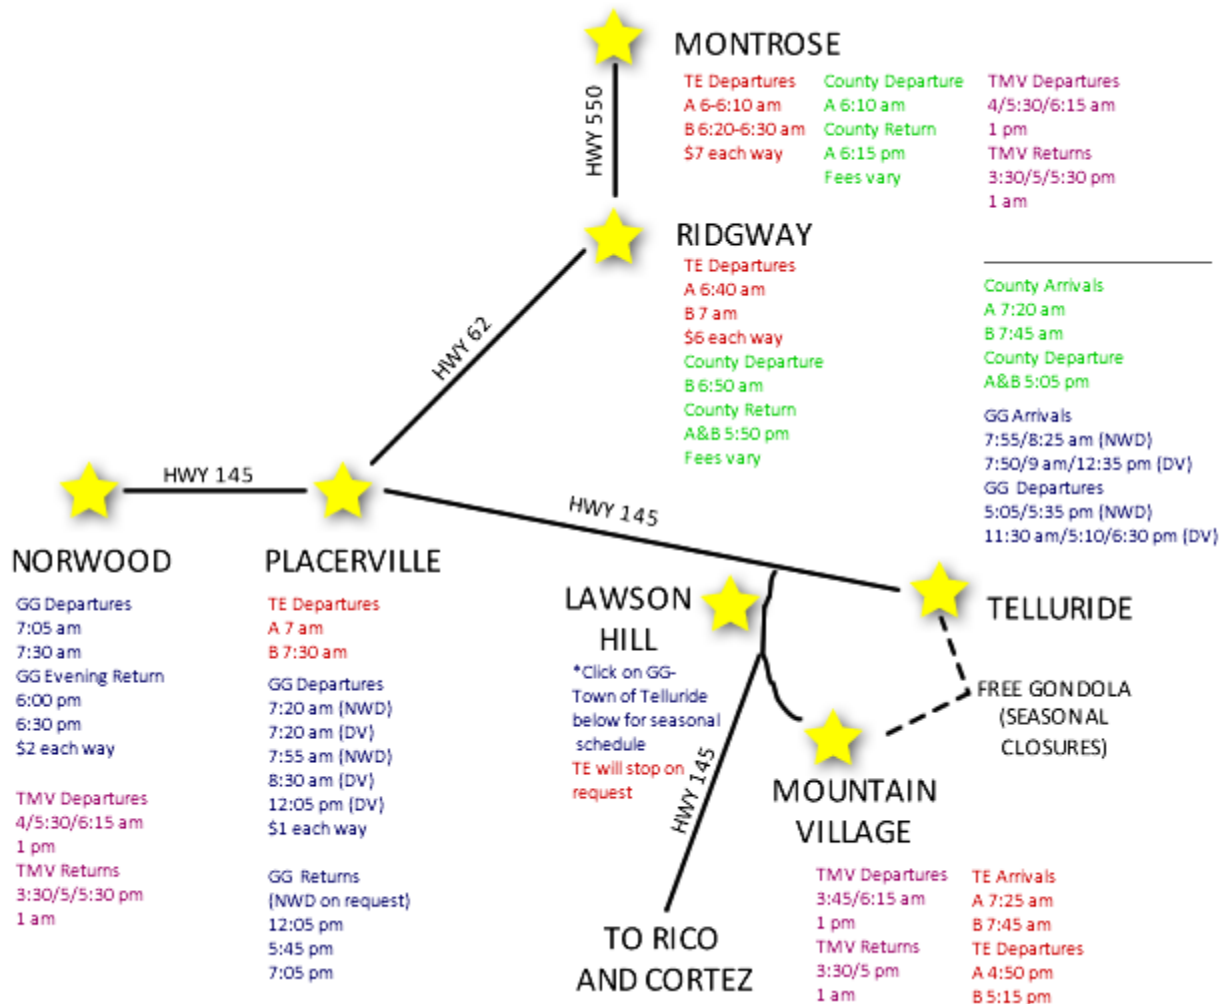 MONTROSE
TE Departures
A 6-6:10 am
B 6:20-6:30 am
$7 each way
County Departure
A 6:10 am
County Return
A 6:15 pm
Fees vary
TMV Departures
4/5:30/6:15 am
1 pm
TMV Returns
3:30/5/5:30 pm
1 am
HWY 550
RIDGWAY
TE Departures
A 6:40 am
B 7 am
$6 each way
County Departure
B 6:50 am
County Return
A&B 5:50 pm
Fees vary
HWY 62
County Arrivals
A 7:20 am
B 7:45 am
County Departure
A&B 5:05 pm
GG Arrivals
7:55/8:25 am (NWD)
7:50/9 am/12:35 pm (DV)
GG Departures
5:05/5:35 pm (NWD)
11:30 am/5:10/6:30 pm (DV)
TELLURIDE
HWY 145
HWY 145
NORWOOD
GG Departures
7:05 am
7:30 am
GG Evening Return
6:00 pm
6:30 pm
$2 each way
TMV Departures
4/5:30/6:15 am
1 pm
TMV Returns
3:30/5/5:30 pm
1 am
PLACERVILLE
TE Departures
A 7 am
B 7:30 am
GG Departures
7:20 am (NWD)
7:20 am (DV)
7:55 am (NWD)
8:30 am (DV)
12:05 pm (DV)
$1 each way
GG Returns
(NWD on request)
12:05 pm
5:45 pm
7:05 pm
LAWSON
HILL
*Click on GG-
Town of Telluride
below for seasonal
schedule
TE will stop on
request
HWY 145
FREE GONDOLA
(SEASONAL
CLOSURES)
MOUNTAIN
VILLAGE
TMV Departures
3:45/6:15 am
1 pm
TMV Returns
3:30/5 pm
1 am
TE Arrivals
A 7:25 am
B 7:45 am
TE Departures
A 4:50 pm
B 5:15 pm
TO RICO
AND CORTEZ